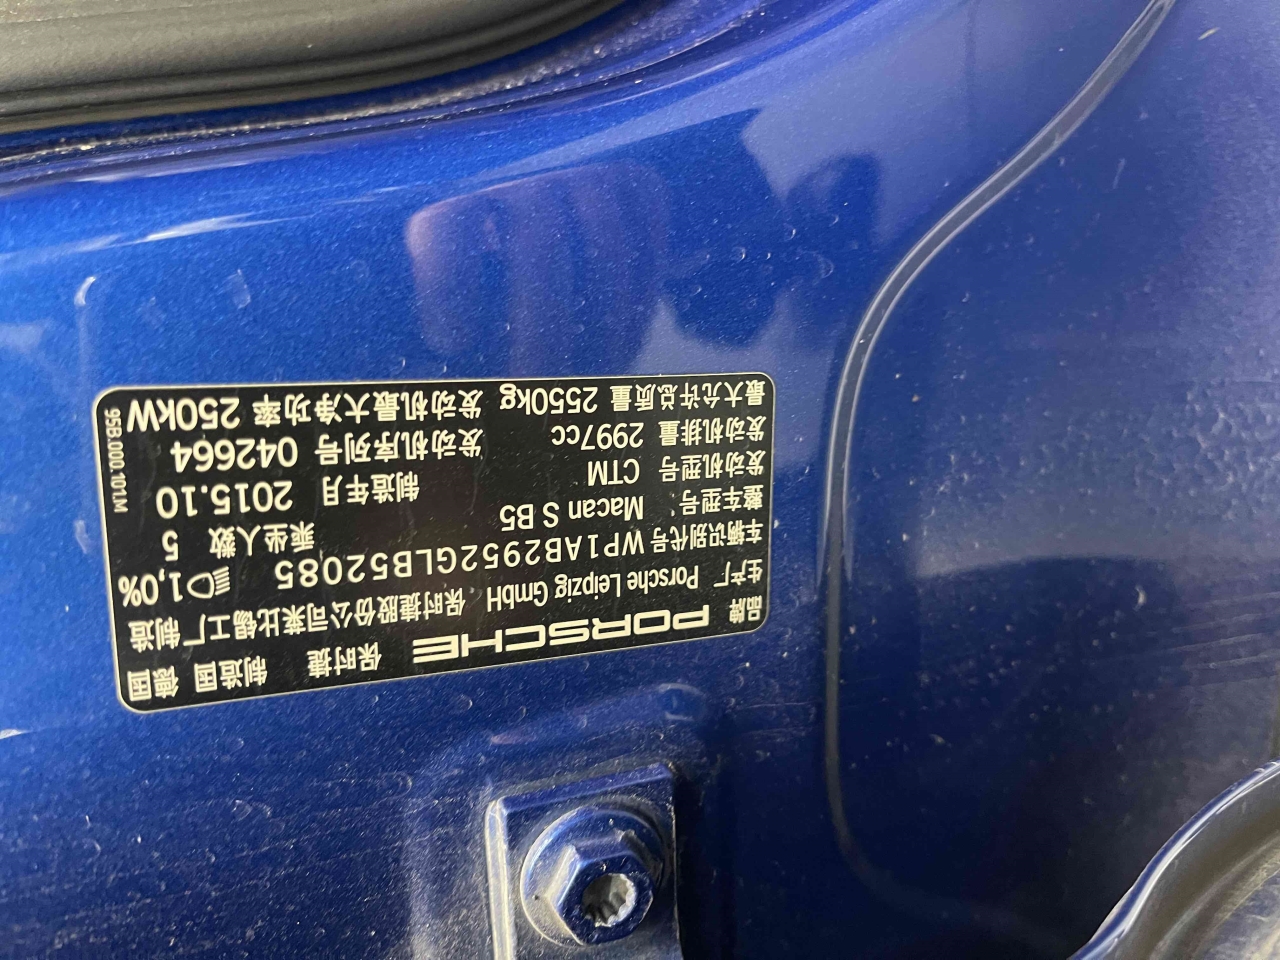 品牌 PORSCHE 保时捷 制造国 德国
生产厂 Porsche Leipzig GmbH 保时捷股份公司莱比锡工厂制造
车辆识别代号 WP1AB2952GLB52085 1,0%
整车型号 Macan S B5 乘坐人数 5
发动机型号 CTM 制造年月 2015.10
发动机排量 2997cc 发动机序列号 042664
最大允许总质量 2550kg 发动机最大净功率 250kW
95B.000.101.M